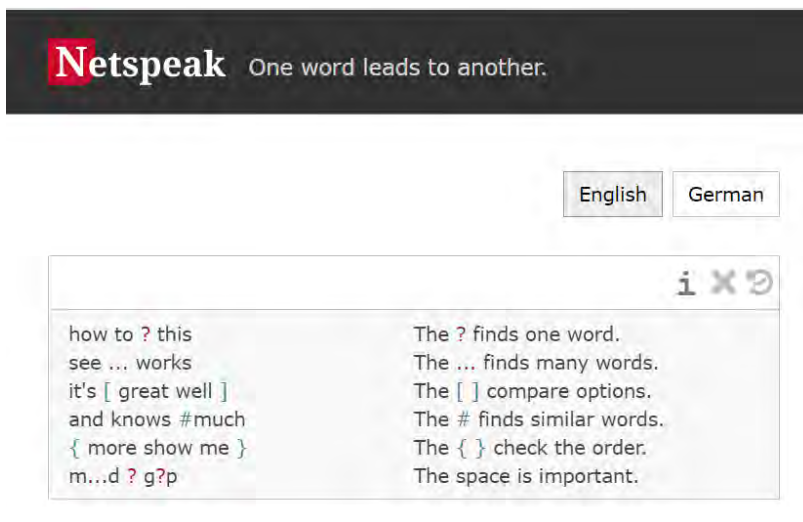 Netspeak One word leads to another.
English German
i
how to ? this The ? finds one word.
see ... works The ... finds many words.
it's [ great well ] The [ ] compare options.
and knows #much The # finds similar words.
{ more show me } The { } check the order.
m...d ? g?p The space is important.